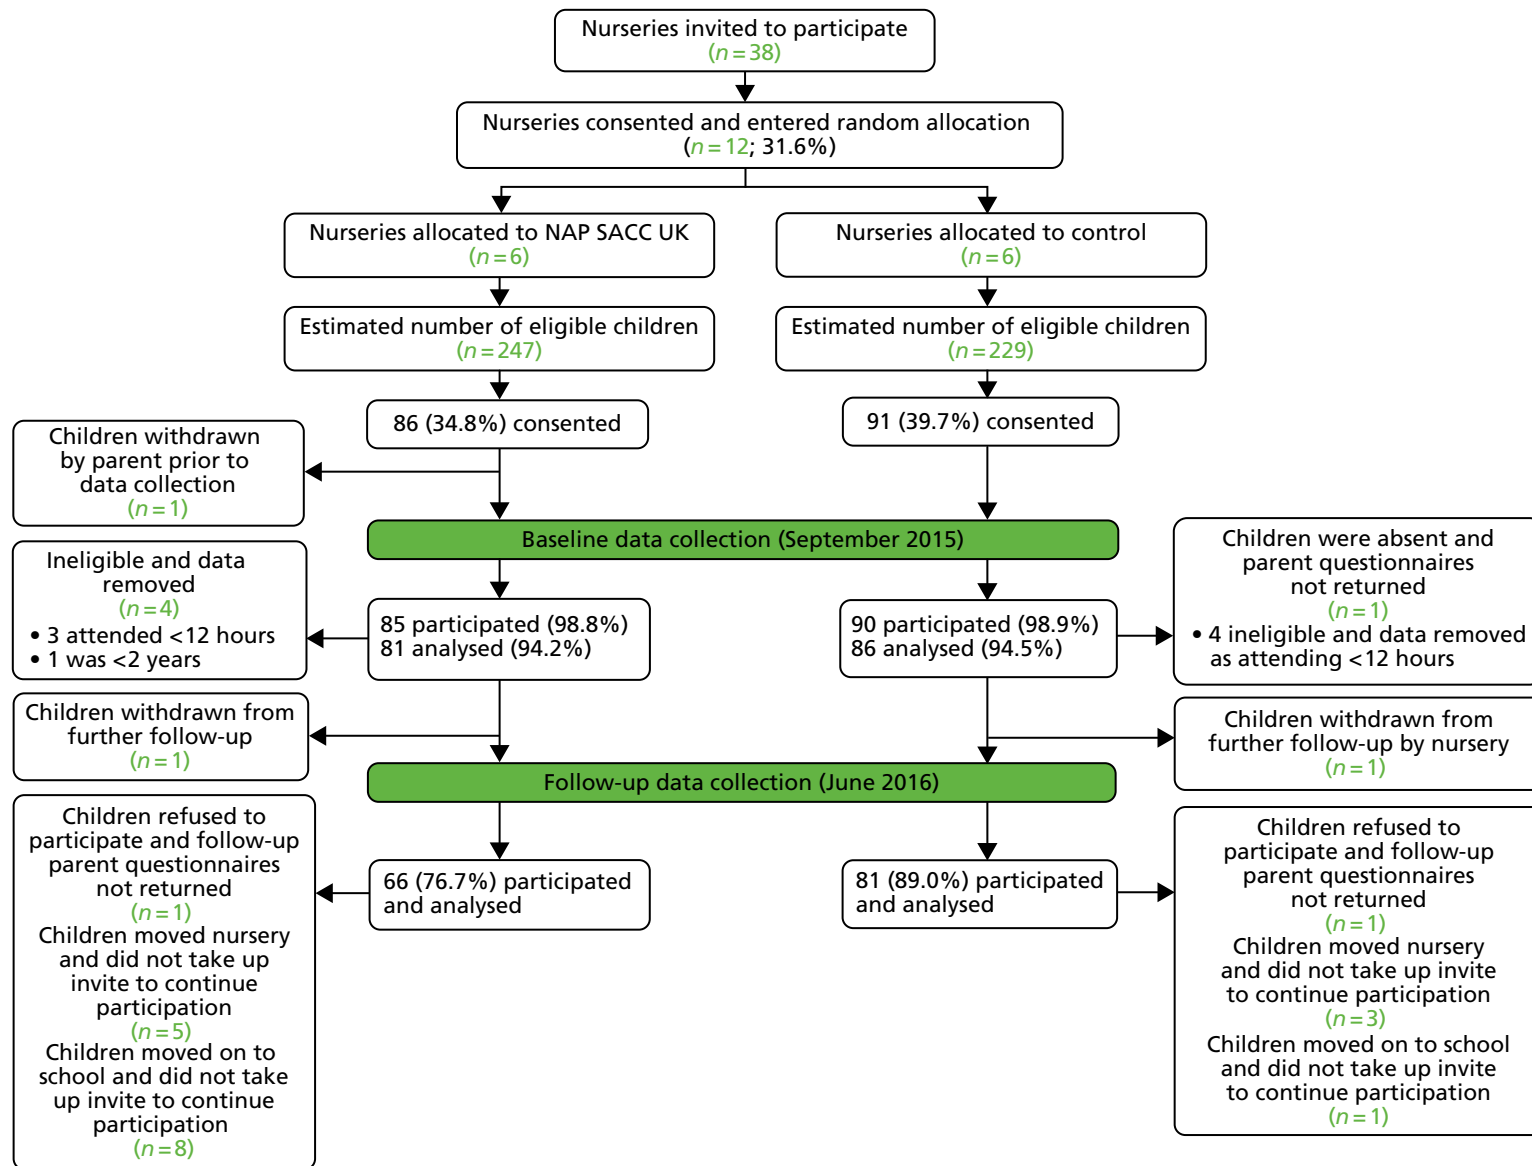 Nurseries invited to participate
(n=38)
Nurseries consented and entered random allocation
(n=12; 31.6%)
Nurseries allocated to NAP SACC UK
(n=6)
Nurseries allocated to control
(n=6)
Estimated number of eligible children
(n=247)
Estimated number of eligible children
(n=229)
86 (34.8%) consented
91 (39.7%) consented
Children withdrawn
by parent prior to
data collection
(n=1)
Baseline data collection (September 2015)
Ineligible and data
removed
(n=4)
• 3 attended <12 hours
• 1 was <2 years
85 participated (98.8%)
81 analysed (94.2%)
90 participated (98.9%)
86 analysed (94.5%)
Children were absent and
parent questionnaires
not returned
(n=1)
• 4 ineligible and data removed
as attending <12 hours
Children withdrawn from
further follow-up
(n=1)
Children withdrawn from
further follow-up by nursery
(n=1)
Follow-up data collection (June 2016)
Children refused to
participate and follow-up
parent questionnaires
not returned
(n=1)
Children moved nursery
and did not take up
invite to continue
participation
(n=5)
Children moved on to
school and did not take
up invite to continue
participation
(n=8)
66 (76.7%) participated
and analysed
81 (89.0%) participated
and analysed
Children refused to
participate and follow-up
parent questionnaires
not returned
(n=1)
Children moved nursery
and did not take up invite
to continue participation
(n=3)
Children moved on to school
and did not take up invite
to continue participation
(n=1)